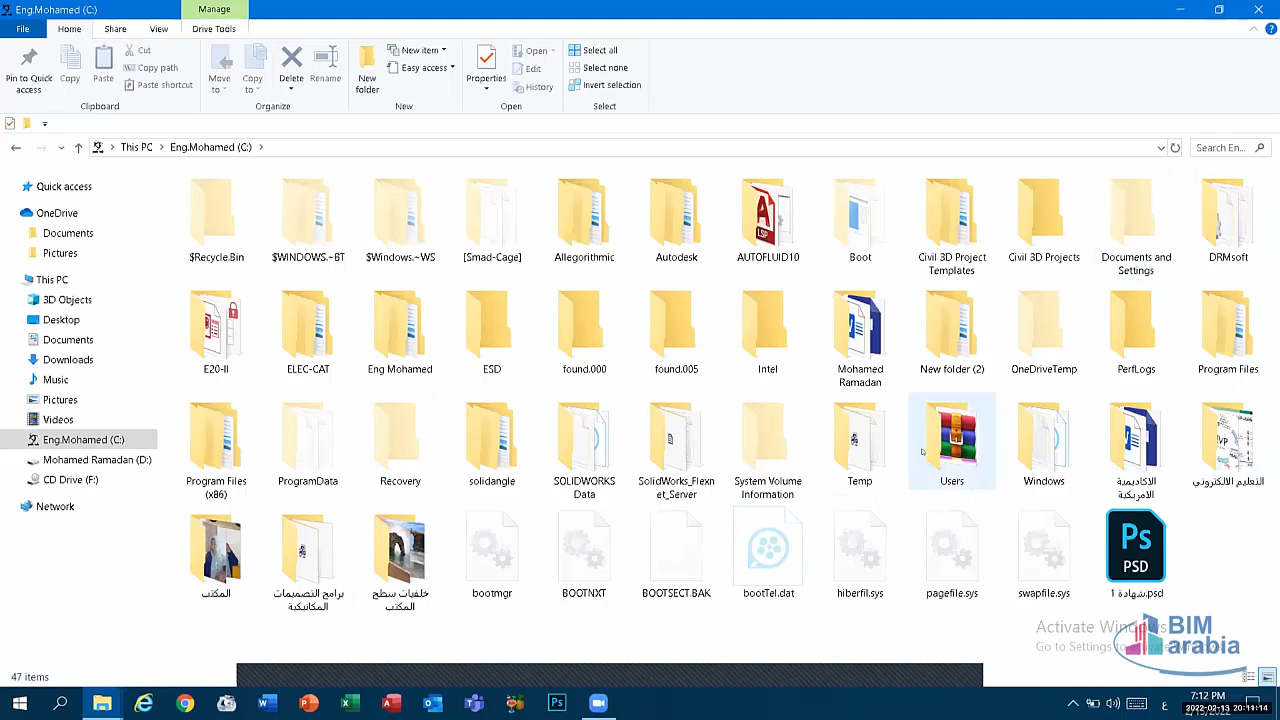 Eng.Mohamed (C:)
Manage
File
Home
Share
View
Drive Tools
Pin to Quick access
Copy
Paste
Cut
Copy path
Paste shortcut
Clipboard
Move to
Copy to
Delete
Rename
Organize
New folder
New item
Easy access
New
Properties
Open
Edit
History
Open
Select all
Select none
Invert selection
Select
This PC
Eng.Mohamed (C:)
Search En...
Quick access
OneDrive
Documents
Pictures
This PC
3D Objects
Desktop
Documents
Downloads
Music
Pictures
Videos
Eng.Mohamed (C:)
Mohamed Ramadan (D:)
CD Drive (F:)
Network
$Recycle.Bin
$WINDOWS.~BT
$Windows.~WS
[Smad-Cage]
Allegorithmic
Autodesk
AUTOFLUID10
Boot
Civil 3D Project
Templates
Civil 3D Projects
Documents and
Settings
DRMsoft
LSP
E20-II
ELEC-CAT
Eng Mohamed
ESD
found.000
found.005
Intel
Mohamed
Ramadan
New folder (2)
OneDriveTemp
PerfLogs
Program Files
Program Files
(x86)
ProgramData
Recovery
solidangle
SOLIDWORKS
Data
SolidWorks_Flexn
et_Server
System Volume
Information
Temp
Users
Windows
الاكاديمية
الامريكية
التعليم الالكتروني
المكتب
برامج التصميمات
المكانيكية
خلفيات سطح
المكتب
bootmgr
BOOTNXT
BOOTSECT.BAK
bootTel.dat
hiberfil.sys
pagefile.sys
swapfile.sys
Ps
PSD
شهادة 1.psd
Activate Windows
Go to Settings to
BIM
arabia
47 items
7:12 PM
2022-02-13 20:11:14